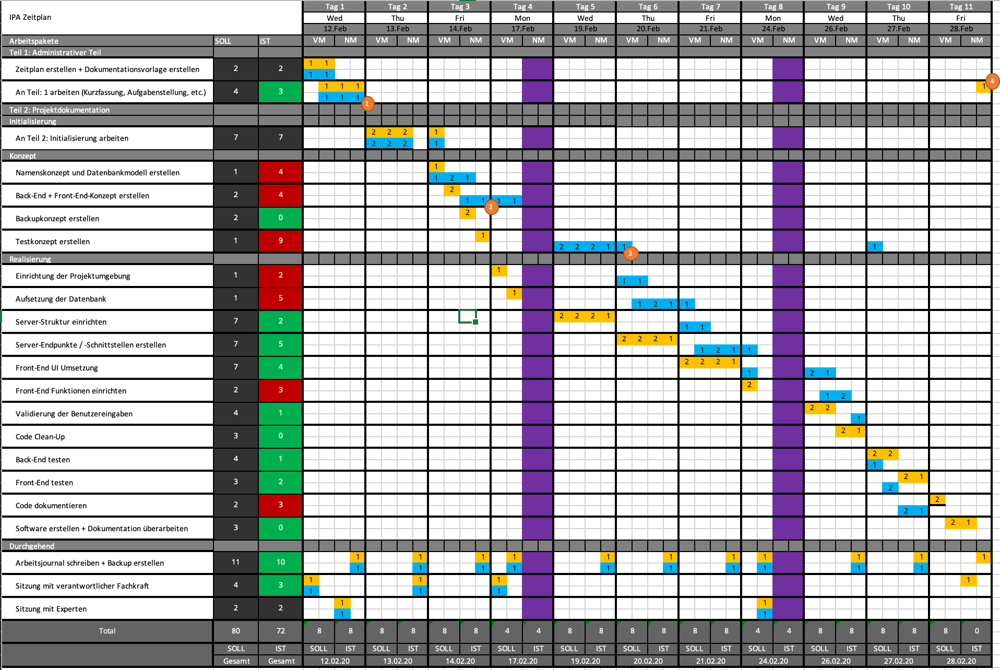 IPA Zeitplan
Tag 1 Tag 2 Tag 3 Tag 4 Tag 5 Tag 6 Tag 7 Tag 8 Tag 9 Tag 10 Tag 11
Wed Thu Fri Mon Wed Thu Fri Mon Wed Thu Fri
12.Feb 13.Feb 14.Feb 17.Feb 19.Feb 20.Feb 21.Feb 24.Feb 26.Feb 27.Feb 28.Feb
Arbeitspakete SOLL IST VM NM VM NM VM NM VM NM VM NM VM NM VM NM VM NM VM NM VM NM VM NM
Teil 1: Administrativer Teil
Zeitplan erstellen + Dokumentationsvorlage erstellen 2 2
1 1
1 1
An Teil: 1 arbeiten (Kurzfassung, Aufgabenstellung, etc.) 4 3
1 1 1 1 4
1 1 1 1
Teil 2: Projektdokumentation
Initialisierung
An Teil 2: Initialisierung arbeiten 7 7
2 2 2 1
2 2 2 1
Konzept
Namenskonzept und Datenbankmodell erstellen 1 4
1
1 2 1
Back-End + Front-End-Konzept erstellen 2 4
2
1 1 1 1
2
Backupkonzept erstellen 2 0
2
Testkonzept erstellen 1 9
1
2 2 2 1 1 1
3
Realisierung
Einrichtung der Projektumgebung 1 2
1
1 1
Aufsetzung der Datenbank 1 5
1
1 2 1 1
Server-Struktur einrichten 7 2
2 2 2 1
1 1
Server-Endpunkte / -Schnittstellen erstellen 7 5
2 2 2 1
1 2 1 1
Front-End UI Umsetzung 7 4
2 2 2 1
1 2 1
Front-End Funktionen einrichten 2 3
2
1 2
Validierung der Benutzereingaben 4 1
2 2
1
Code Clean-Up 3 0
2 1
Back-End testen 4 1
2 2
1
Front-End testen 3 2
2 1
2
Code dokumentieren 2 3
2
2 1
Software erstellen + Dokumentation überarbeiten 3 0
2 1
Durchgehend
Arbeitsjournal schreiben + Backup erstellen 11 10
1 1 1 1 1 1 1 1 1 1 1
1 1 1 1 1 1 1 1 1 1
Sitzung mit verantwortlicher Fachkraft 4 3
1 1 1 1
1 1 1
Sitzung mit Experten 2 2
1 1
1 1
Total 80 72 8 8 8 8 8 8 4 4 8 8 8 8 8 8 4 4 8 8 8 8 8 0
SOLL IST SOLL IST SOLL IST SOLL IST SOLL IST SOLL IST SOLL IST SOLL IST SOLL IST SOLL IST SOLL IST SOLL IST
Gesamt Gesamt 12.02.20 13.02.20 14.02.20 17.02.20 19.02.20 20.02.20 21.02.20 24.02.20 26.02.20 27.02.20 28.02.20